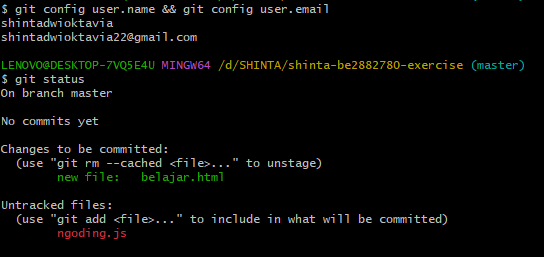 $ git config user.name && git config user.email
shintadwioktavia
shintadwioktavia22@gmail.com
LENOVO@DESKTOP-7VQ5E4U MINGW64 /d/SHINTA/shinta-be2882780-exercise (master)
$ git status
On branch master
No commits yet
Changes to be committed:
(use "git rm --cached <file>..." to unstage)
new file:   belajar.html
Untracked files:
(use "git add <file>..." to include in what will be committed)
ngoding.js